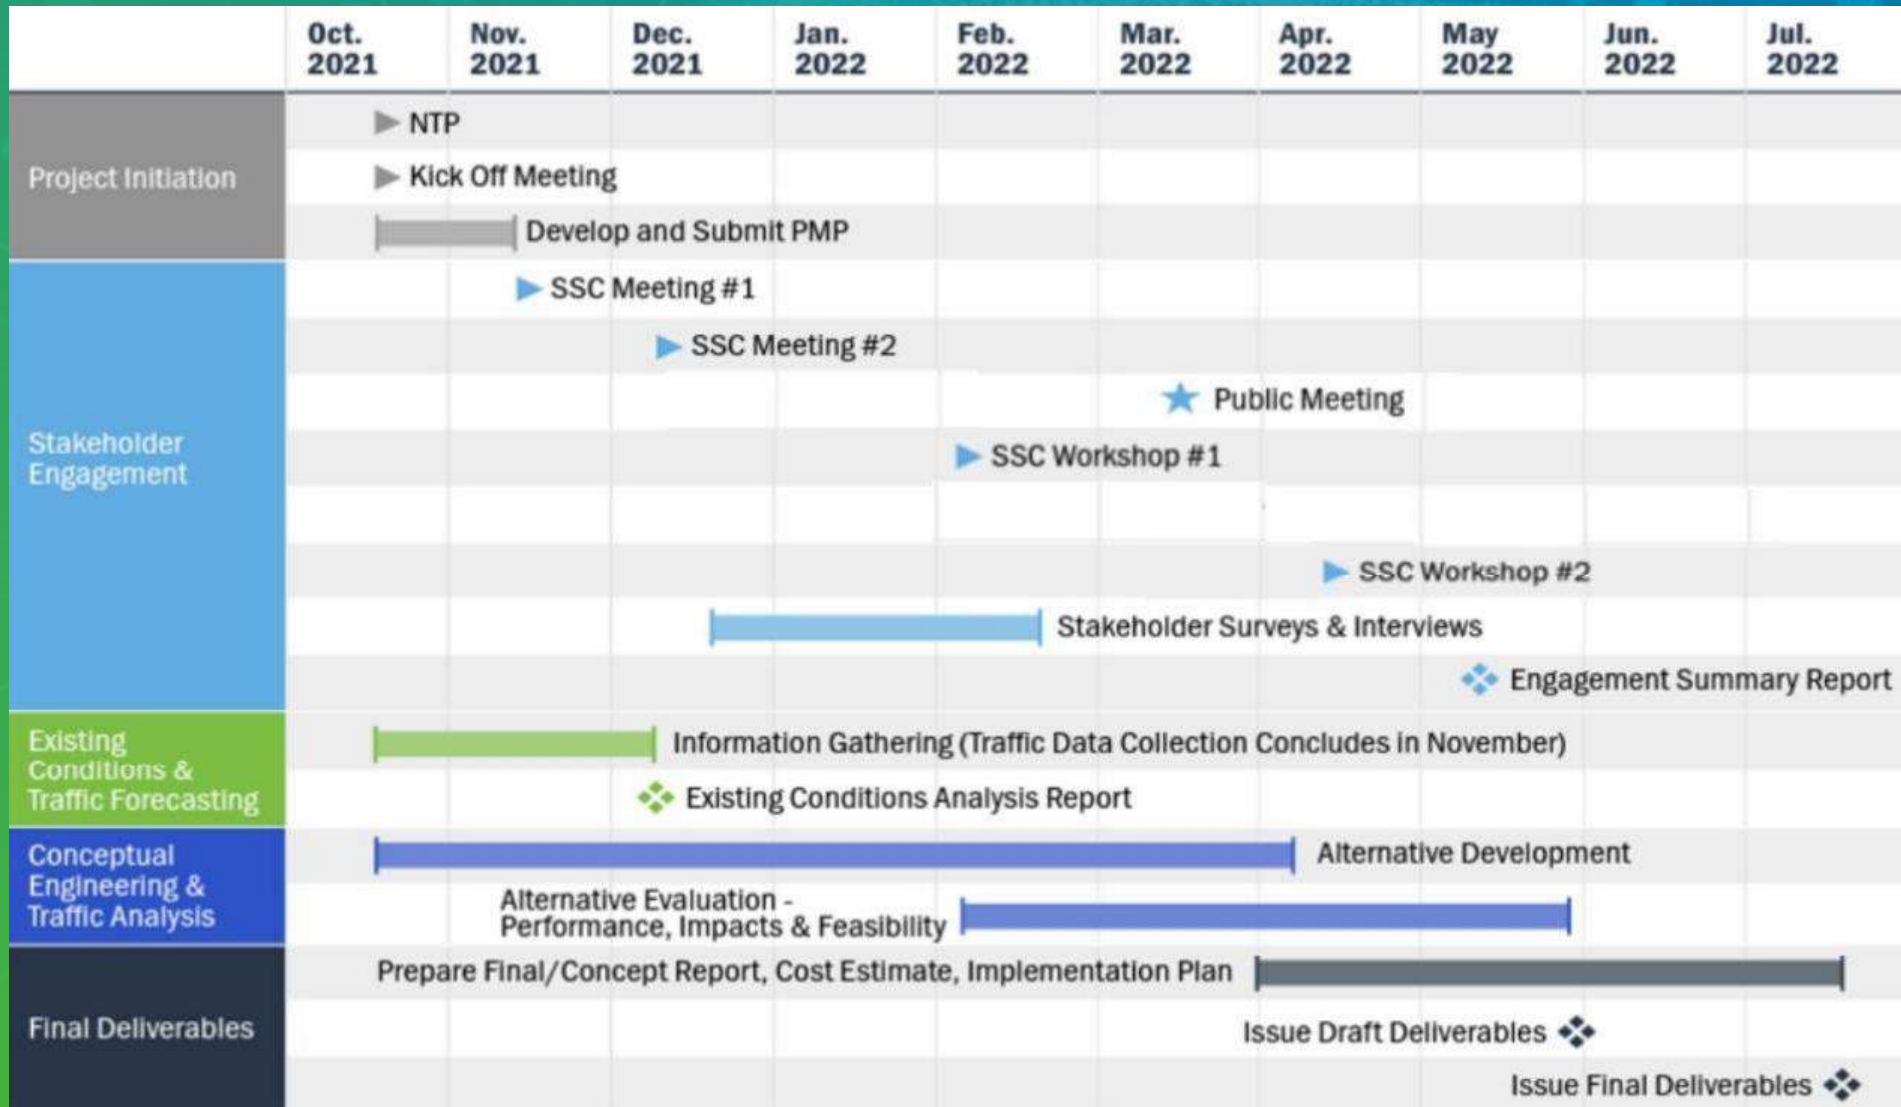 Oct. 2021
Nov. 2021
Dec. 2021
Jan. 2022
Feb. 2022
Mar. 2022
Apr. 2022
May 2022
Jun. 2022
Jul. 2022
Project Initiation
NTP
Kick Off Meeting
Develop and Submit PMP
Stakeholder
Engagement
SSC Meeting #1
SSC Meeting #2
Public Meeting
SSC Workshop #1
SSC Workshop #2
Stakeholder Surveys & Interviews
Engagement Summary Report
Existing
Conditions &
Traffic Forecasting
Information Gathering (Traffic Data Collection Concludes in November)
Existing Conditions Analysis Report
Conceptual
Engineering &
Traffic Analysis
Alternative Development
Alternative Evaluation -
Performance, Impacts & Feasibility
Final Deliverables
Prepare Final/Concept Report, Cost Estimate, Implementation Plan
Issue Draft Deliverables
Issue Final Deliverables